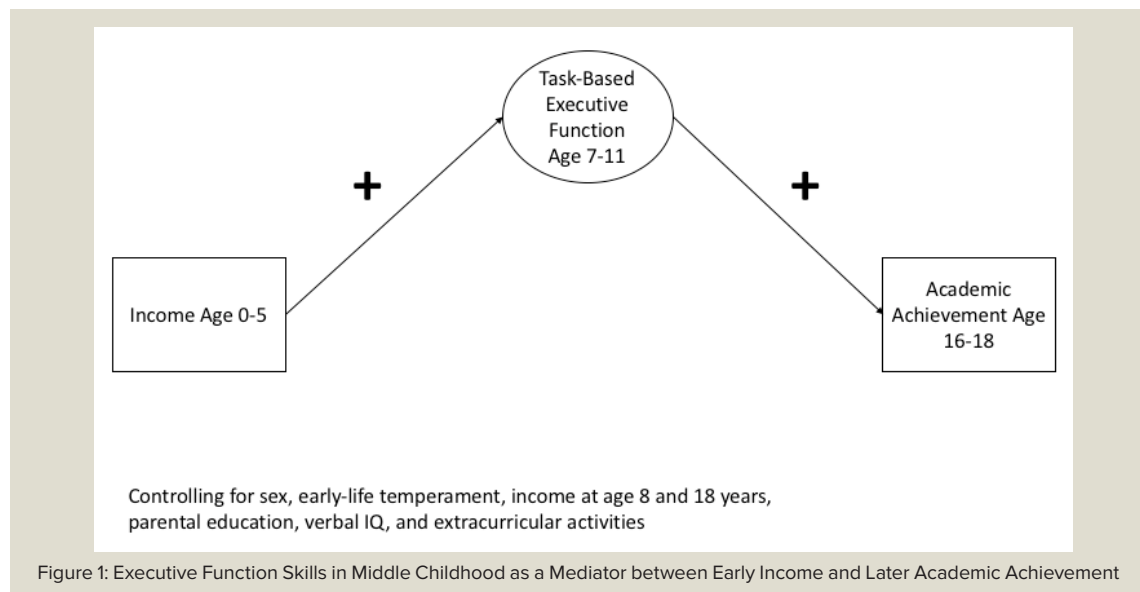 Task-Based
Executive
Function
Age 7-11
+
+
Income Age 0-5
Academic
Achievement Age
16-18
Controlling for sex, early-life temperament, income at age 8 and 18 years,
parental education, verbal IQ, and extracurricular activities
Figure 1: Executive Function Skills in Middle Childhood as a Mediator between Early Income and Later Academic Achievement